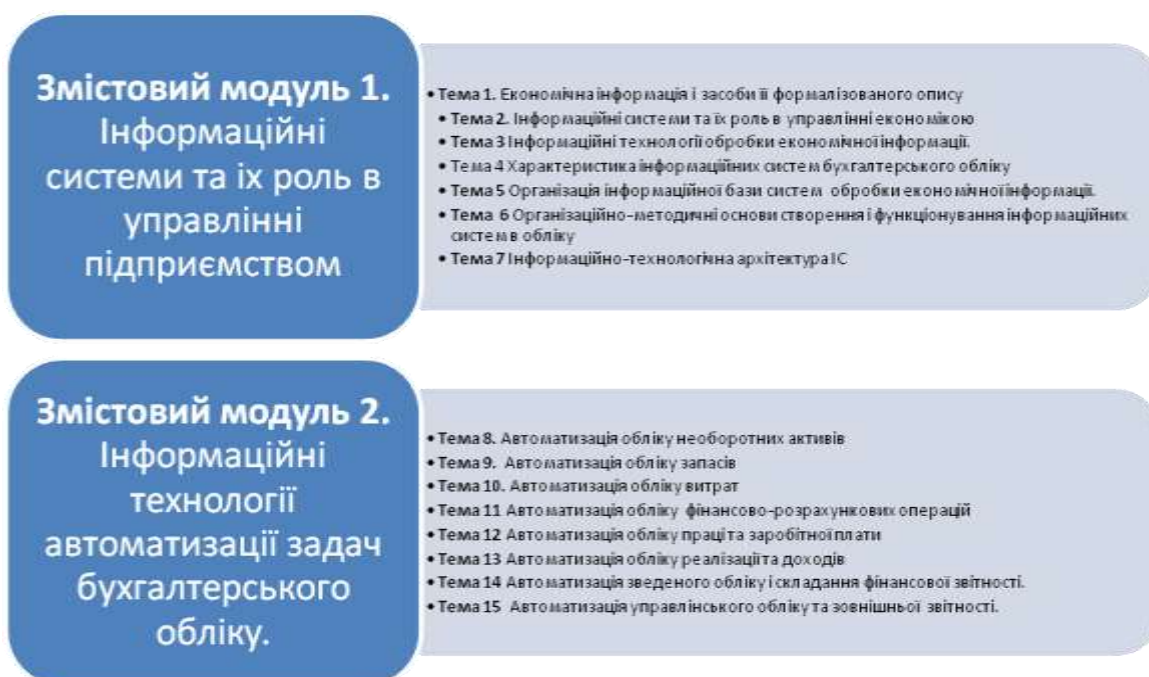 Змістовий модуль 1.
Інформаційні
системи та їх роль в
управлінні
підприємством
• Тема 1. Економічна інформація і засоби її формалізованого опису
• Тема 2. Інформаційні системи та їх роль в управлінні економікою
• Тема 3 Інформаційні технології обробки економічної інформації.
• Тема 4 Характеристика інформаційних систем бухгалтерського обліку
• Тема 5 Організація інформаційної бази систем обробки економічної інформації.
• Тема 6 Організаційно-методичні основи створення і функціонування інформаційних
систем в обліку
• Тема 7 Інформаційно-технологічна архітектура ІС
Змістовий модуль 2.
Інформаційні
технології
автоматизації задач
бухгалтерського
обліку.
• Тема 8. Автоматизація обліку необоротних активів
• Тема 9. Автоматизація обліку запасів
• Тема 10. Автоматизація обліку витрат
• Тема 11 Автоматизація обліку фінансово-розрахункових операцій
• Тема 12 Автоматизація обліку праці та заробітної плати
• Тема 13 Автоматизація обліку реалізації та доходів
• Тема 14 Автоматизація зведеного обліку і складання фінансової звітності.
• Тема 15 Автоматизація управлінського обліку та зовнішньої звітності.